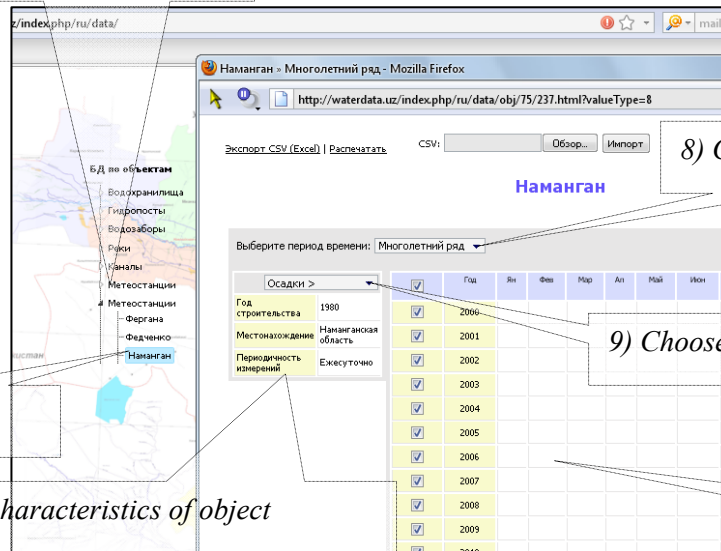 z/index.php/ru/data/
mail
Наманган » Многолетний ряд - Mozilla Firefox
http://waterdata.uz/index.php/ru/data/obj/75/237.html?valueType=8
Экспорт CSV (Excel) | Распечатать
CSV:
Обзор...
Импорт
8)
Наманган
БД по объектам
Водохранилища
Гидропосты
Водозаборы
Реки
Каналы
Метеостанции
Метеостанции
Фергана
Федченко
Наманган
Выберите период времени: Многолетний ряд
Осадки >
Год строительства 1980
Местонахождение Наманганская область
Периодичность измерений Ежесуточно
Год Ян Фев Мар Ап Май Июн
2000
2001
2002
2003
2004
2005
2006
2007
2008
2009
2010
9) Choose
haracteristics of object